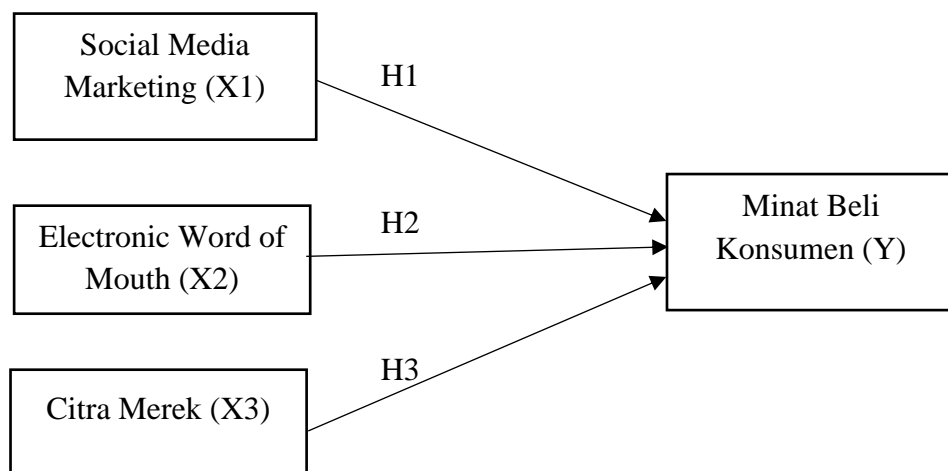 Social Media
Marketing (X1)
H1
Electronic Word of
Mouth (X2)
H2
Minat Beli
Konsumen (Y)
Citra Merek (X3)
H3